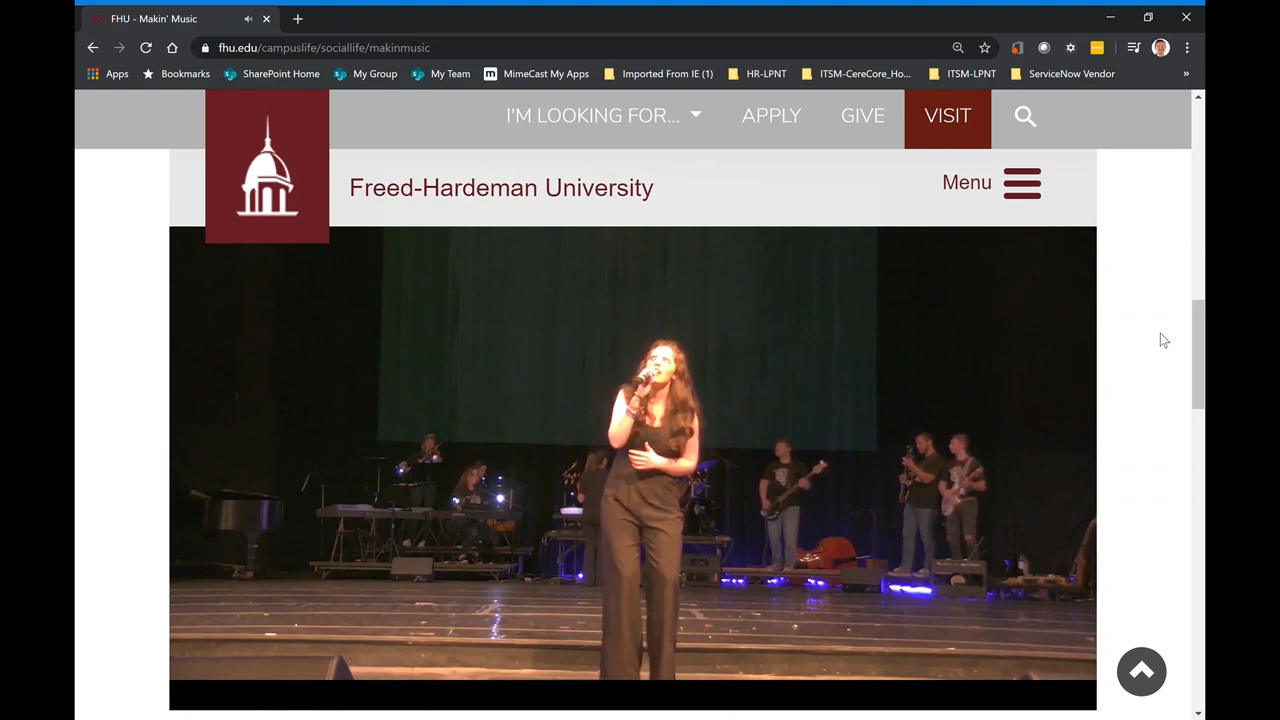 FHU - Makin' Music
fhu.edu/campuslife/sociallife/makinmusic
Apps Bookmarks SharePoint Home My Group My Team m MimeCast My Apps Imported From IE (1) HR-LPNT ITSM-CereCore_Ho... ITSM-LPNT ServiceNow Vendor »
I'M LOOKING FOR... APPLY GIVE VISIT
Freed-Hardeman University
Menu